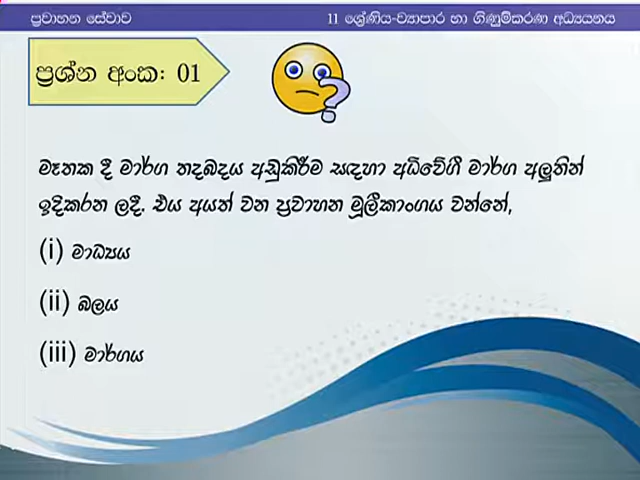 ප්‍රවාහන සේවාව
11 ශ්‍රේණිය-ව්‍යාපාර හා ගිණුම්කරණ අධ්‍යයනය
ප්‍රශ්න අංක: 01
මෑතක දී මාර්ග තදබදය අඩුකිරීම සඳහා අධිවේගී මාර්ග අලුතින්
ඉදිකරන ලදී. එය අයත් වන ප්‍රවාහන මූලිකාංගය වන්නේ,
(i) මාධ්‍යය
(ii) බලය
(iii) මාර්ගය